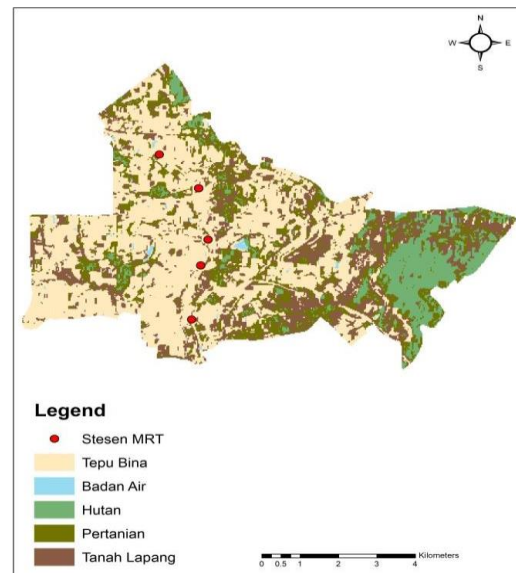 N
W E
S
Legend
Stesen MRT
Tepu Bina
Badan Air
Hutan
Pertanian
Tanah Lapang
Kilometers
0 0.5 1 2 3 4